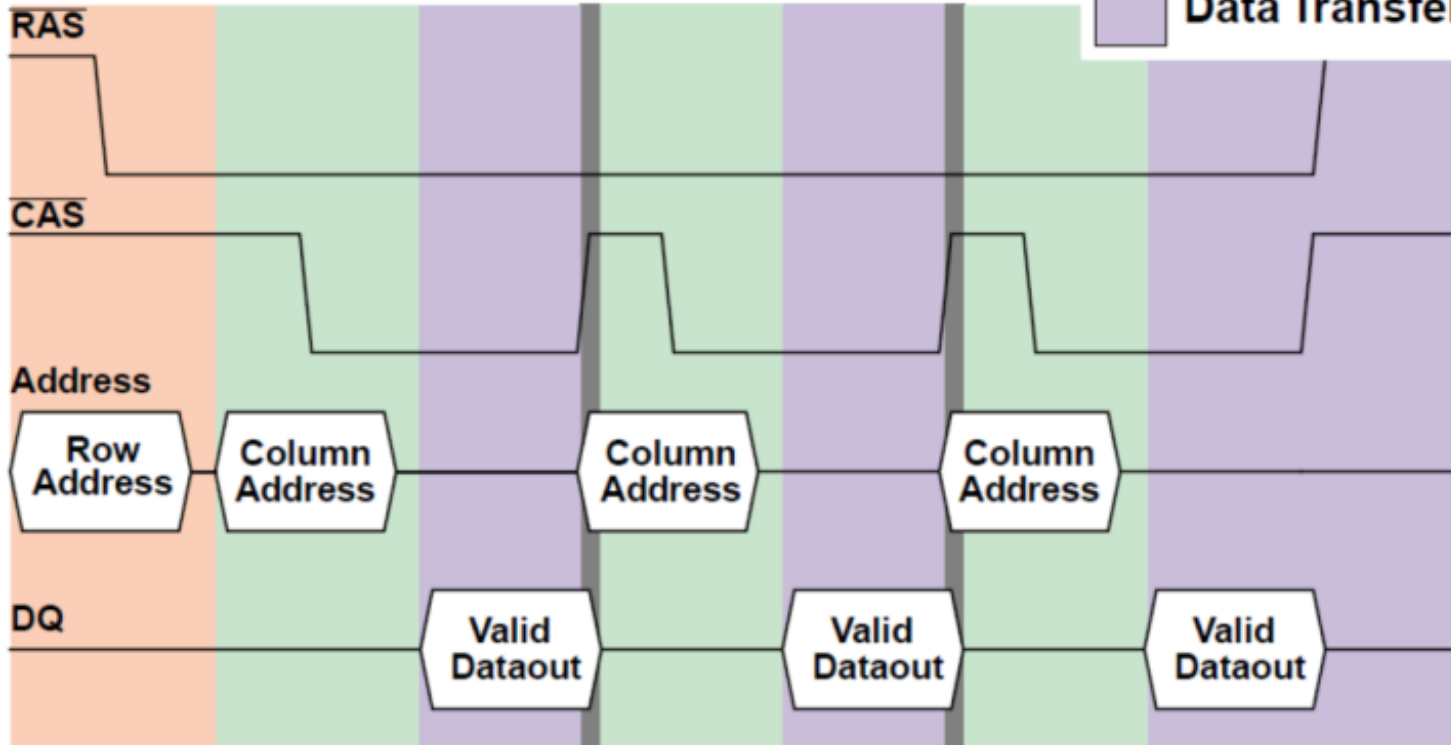 RAS
Data Transfer
CAS
Address
Row
Address
Column
Address
Column
Address
Column
Address
DQ
Valid
Dataout
Valid
Dataout
Valid
Dataout